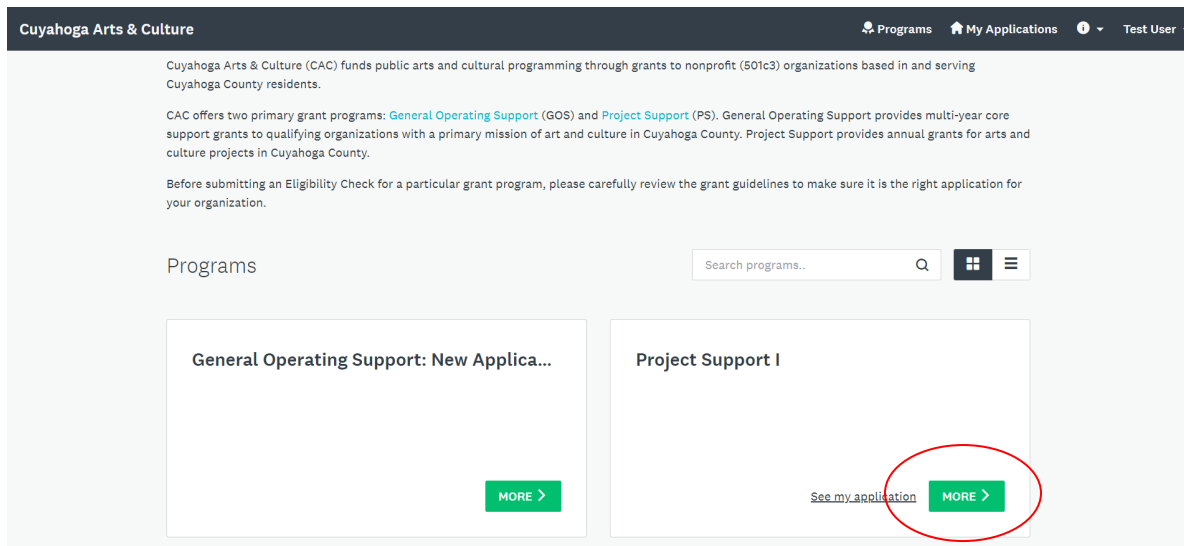 Cuyahoga Arts & Culture Programs My Applications Test User
Cuyahoga Arts & Culture (CAC) funds public arts and cultural programming through grants to nonprofit (501c3) organizations based in and serving
Cuyahoga County residents.
CAC offers two primary grant programs: General Operating Support (GOS) and Project Support (PS). General Operating Support provides multi-year core
support grants to qualifying organizations with a primary mission of art and culture in Cuyahoga County. Project Support provides annual grants for arts and
culture projects in Cuyahoga County.
Before submitting an Eligibility Check for a particular grant program, please carefully review the grant guidelines to make sure it is the right application for
your organization.
Programs
Search programs..
General Operating Support: New Applica...
MORE
Project Support I
See my application MORE